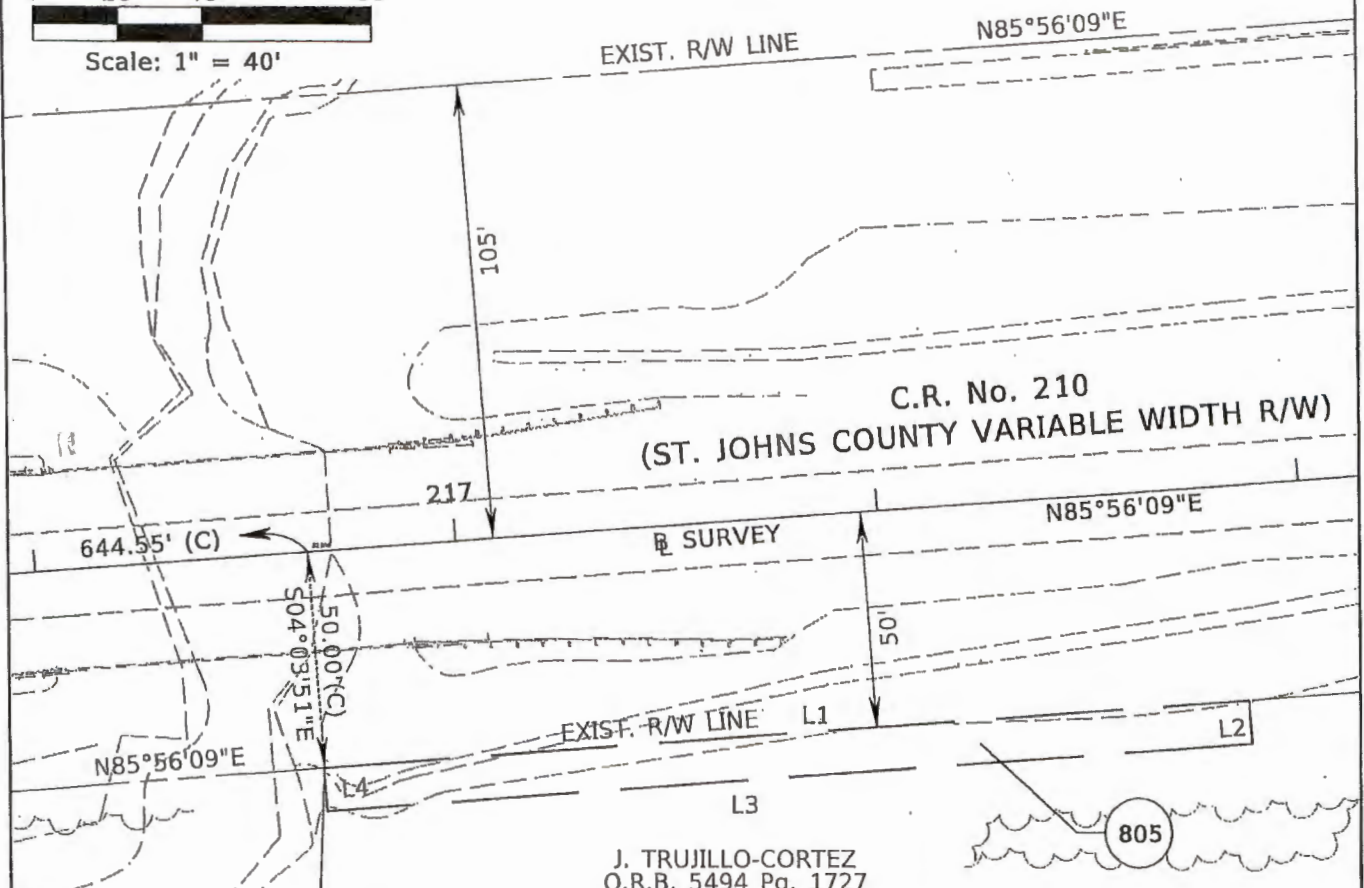 Scale: 1" = 40'
EXIST. R/W LINE
N85°56'09"E
105'
C.R. No. 210
(ST. JOHNS COUNTY VARIABLE WIDTH R/W)
217
644.55' (C)
℄ SURVEY
N85°56'09"E
S04°03'51"E
50.00'(C)
50'
EXIST. R/W LINE
L1
L2
N85°56'09"E
L4
L3
805
J. TRUJILLO-CORTEZ
O.R.B. 5494 Pg. 1727